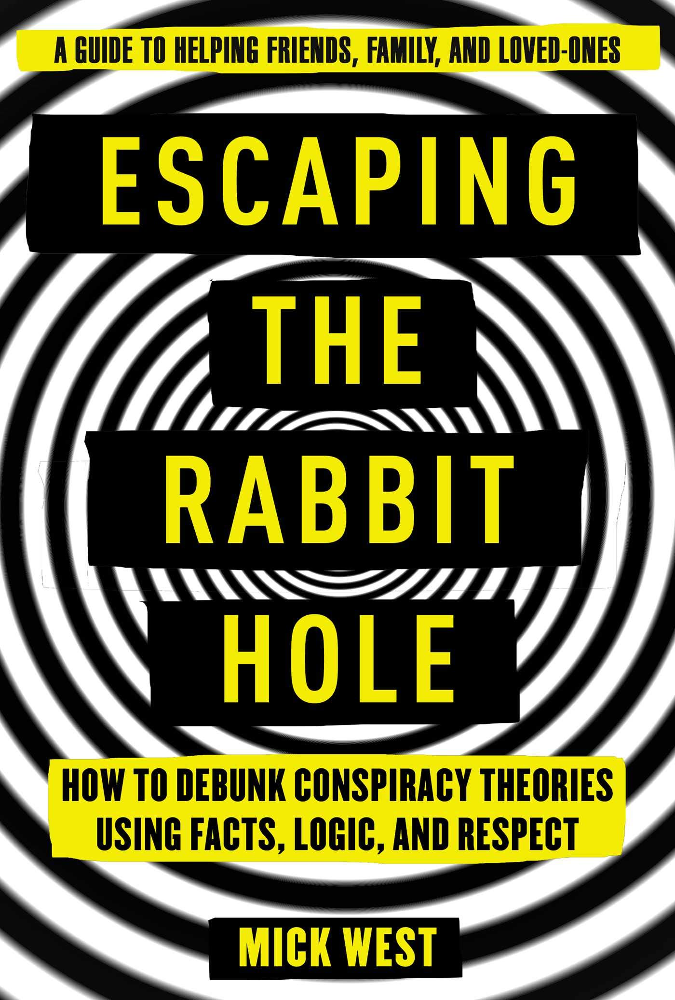 A GUIDE TO HELPING FRIENDS, FAMILY, AND LOVED-ONES
ESCAPING
THE
RABBIT
HOLE
HOW TO DEBUNK CONSPIRACY THEORIES
USING FACTS, LOGIC, AND RESPECT
MICK WEST